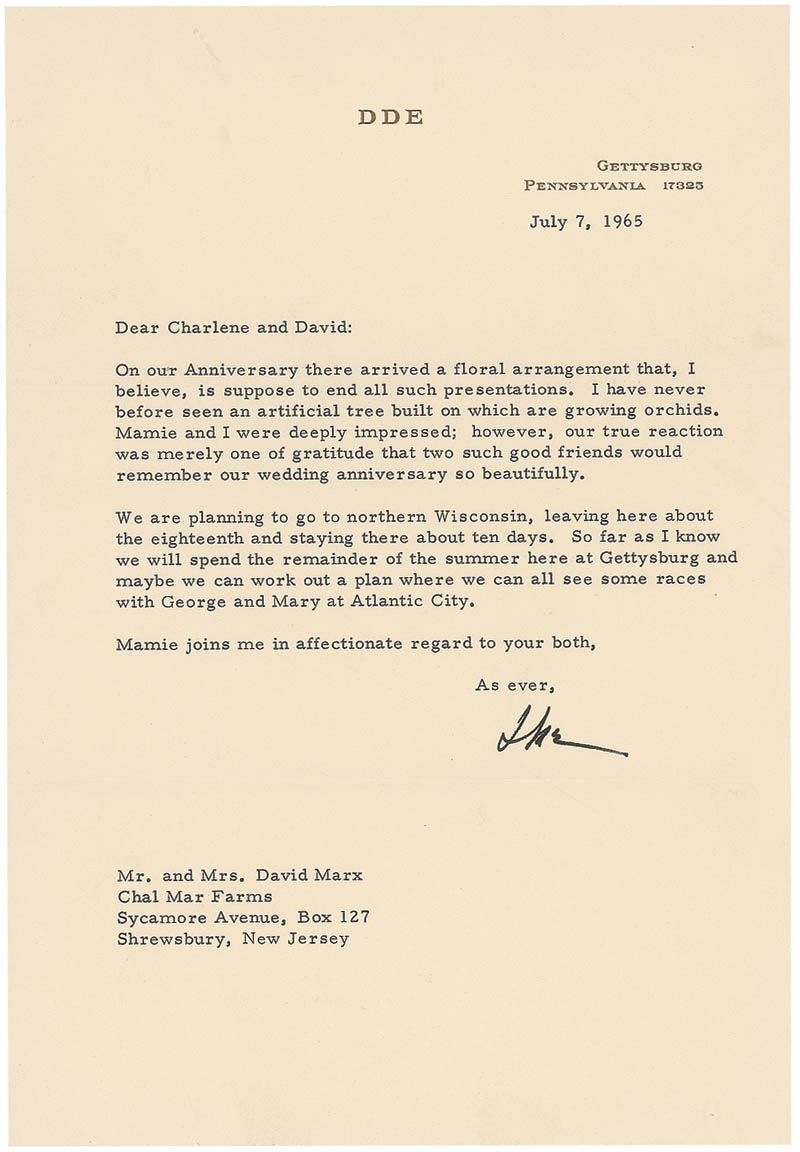 DDE
GETTYSBURG
PENNSYLVANIA 17325
July 7, 1965
Dear Charlene and David:
On our Anniversary there arrived a floral arrangement that, I
believe, is suppose to end all such presentations. I have never
before seen an artificial tree built on which are growing orchids.
Mamie and I were deeply impressed; however, our true reaction
was merely one of gratitude that two such good friends would
remember our wedding anniversary so beautifully.
We are planning to go to northern Wisconsin, leaving here about
the eighteenth and staying there about ten days. So far as I know
we will spend the remainder of the summer here at Gettysburg and
maybe we can work out a plan where we can all see some races
with George and Mary at Atlantic City.
Mamie joins me in affectionate regard to your both,
As ever,
Ike
Mr. and Mrs. David Marx
Chal Mar Farms
Sycamore Avenue, Box 127
Shrewsbury, New Jersey